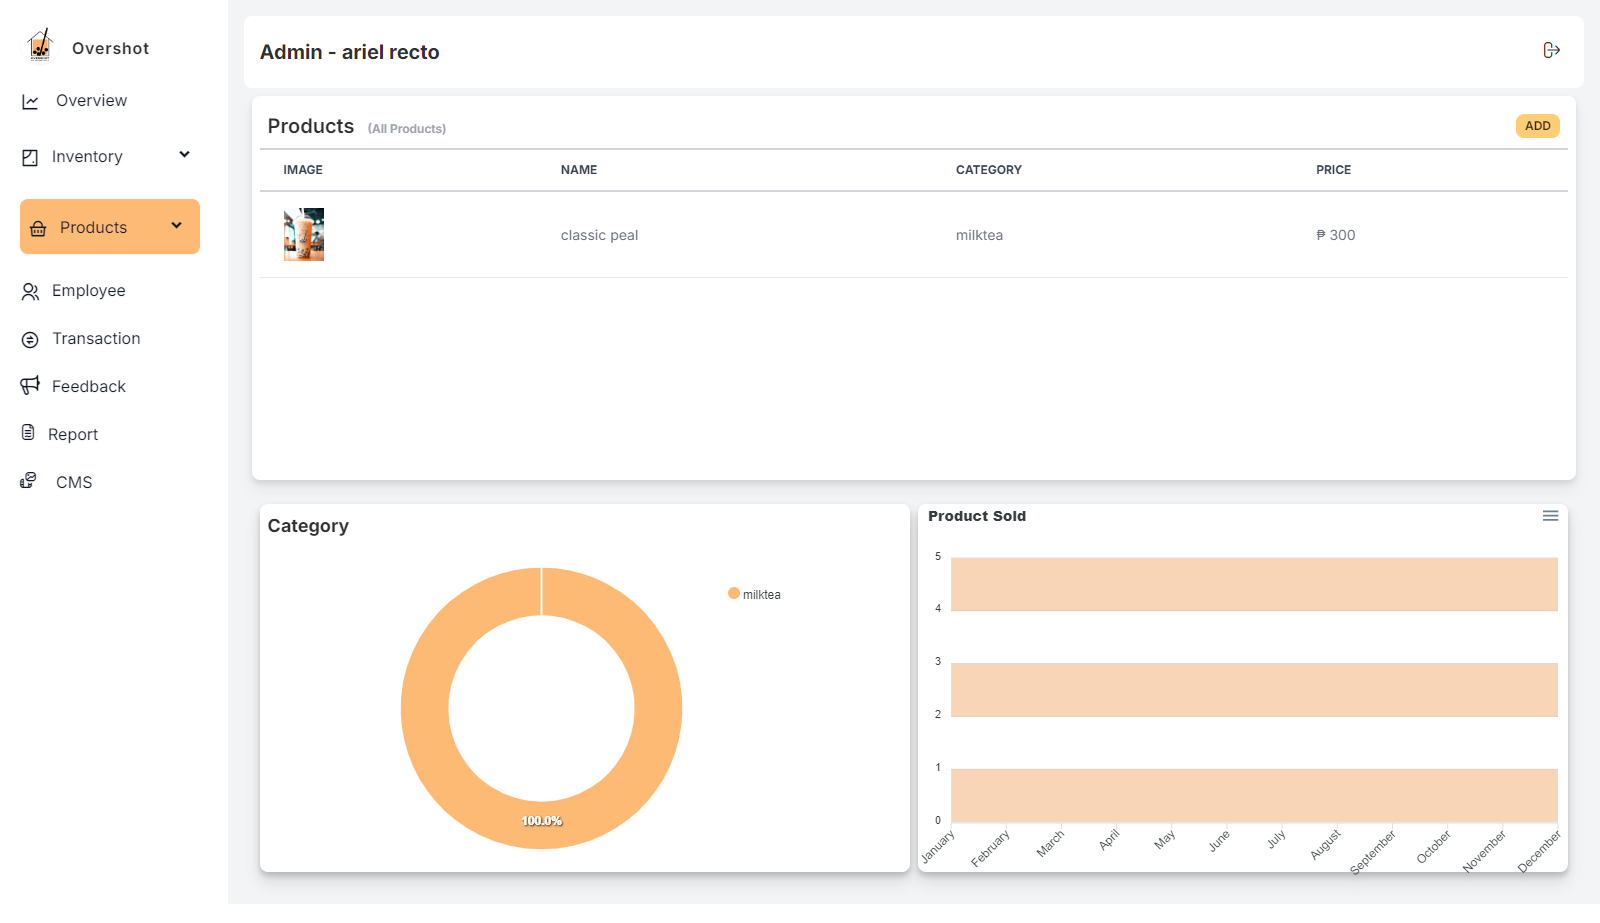 Overshot
Overview
Inventory
Products
Employee
Transaction
Feedback
Report
CMS
Admin - ariel recto
Products (All Products)
ADD
IMAGE NAME CATEGORY PRICE
classic peal milktea ₱ 300
Category
milktea
100.0%
Product Sold
5
4
3
2
1
0
January February March April May June July August September October November December